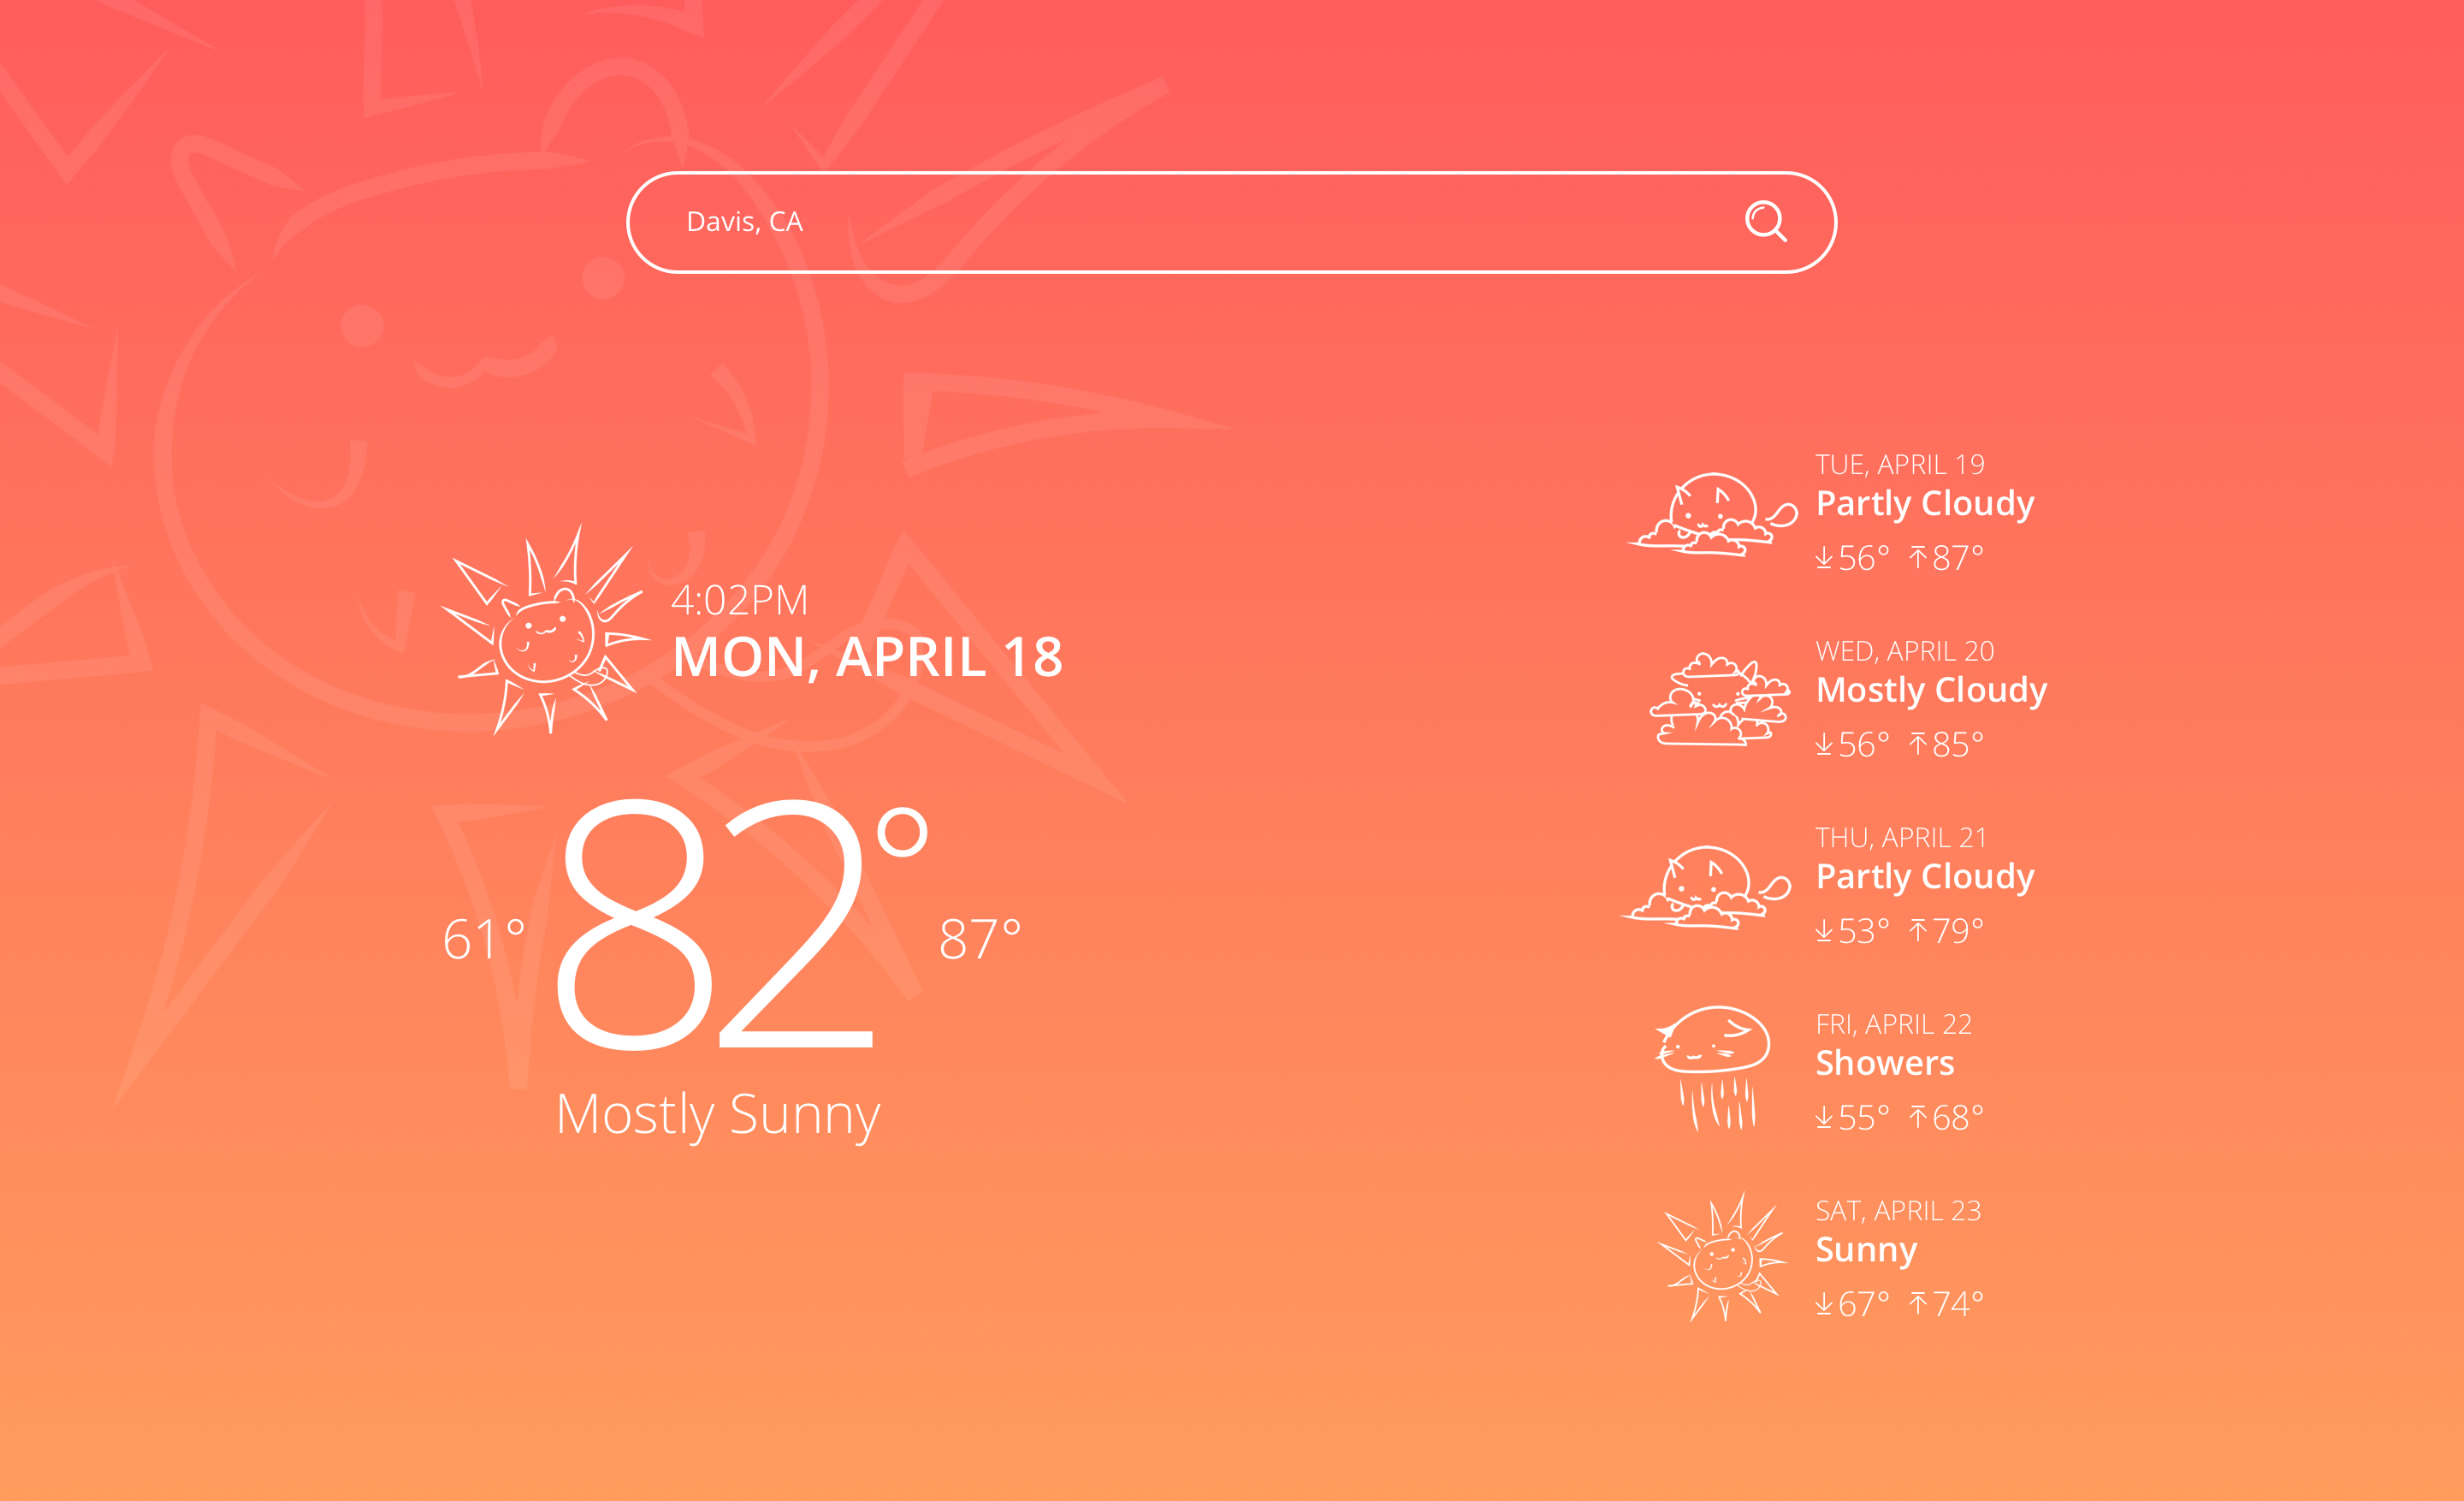 Davis, CA
4:02PM
MON, APRIL 18
61° 82° 87°
Mostly Sunny
TUE, APRIL 19
Partly Cloudy
↓56° ↑87°
WED, APRIL 20
Mostly Cloudy
↓56° ↑85°
THU, APRIL 21
Partly Cloudy
↓53° ↑79°
FRI, APRIL 22
Showers
↓55° ↑68°
SAT, APRIL 23
Sunny
↓67° ↑74°